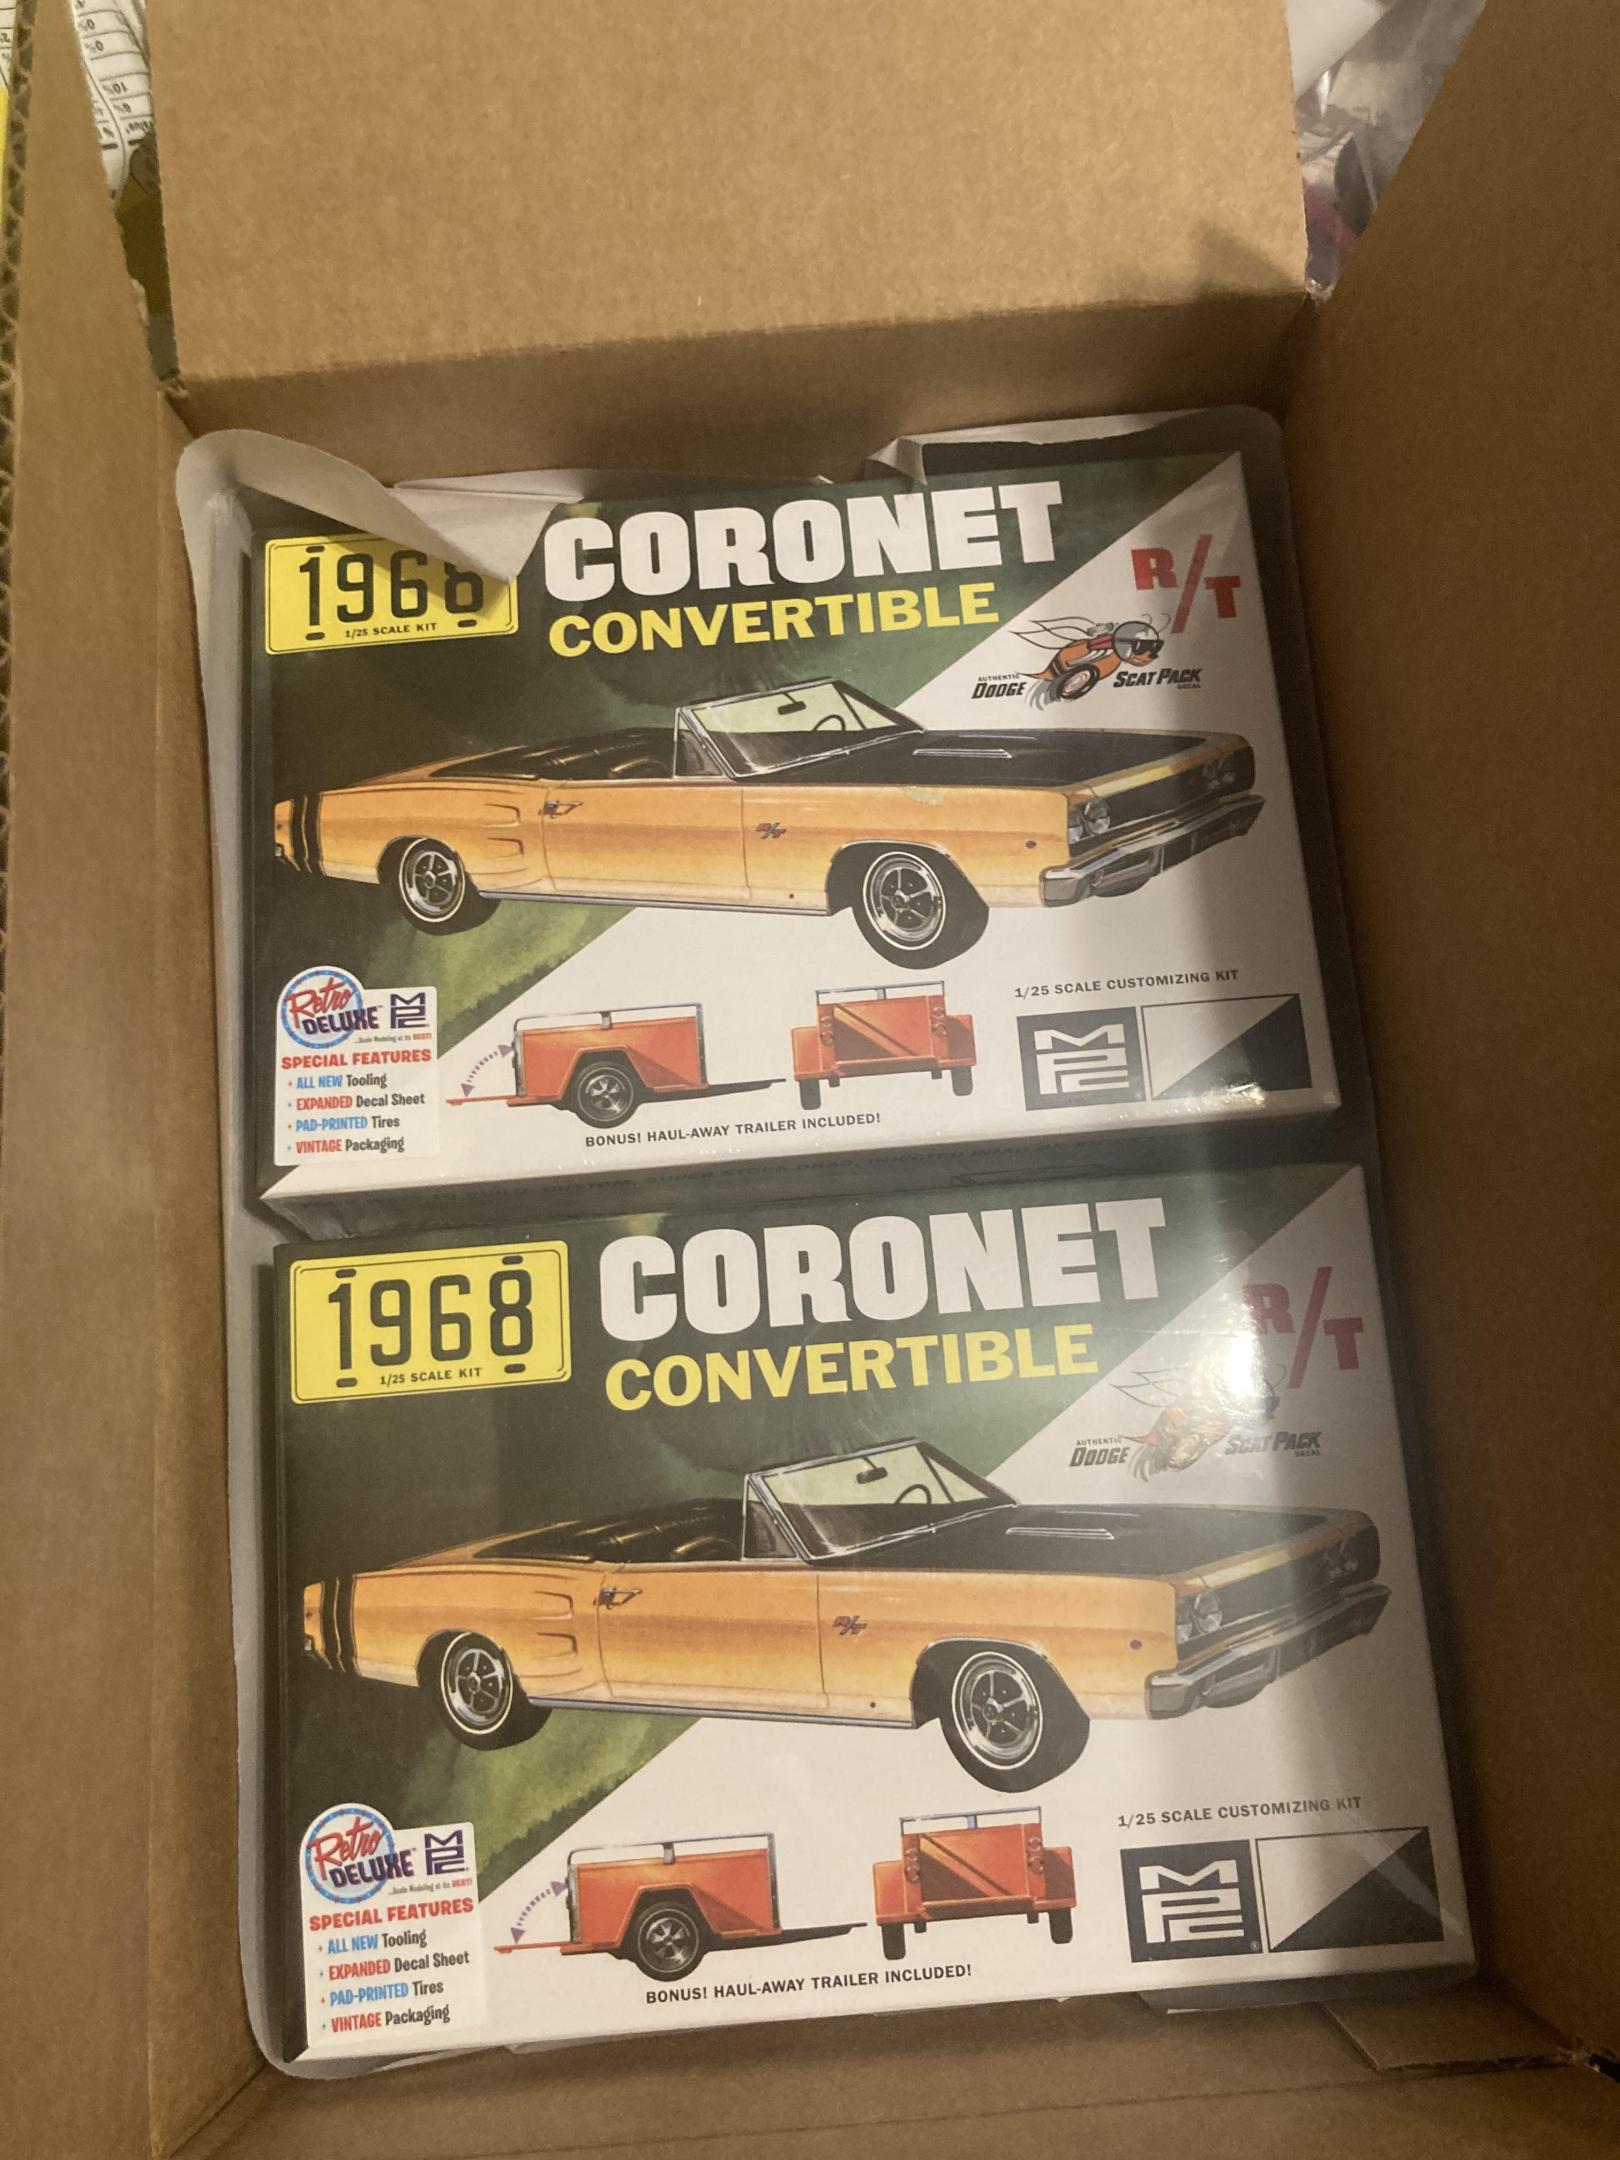 CORONET
1968
1/25 SCALE KIT
CONVERTIBLE
R/T
AUTHENTIC
DODGE
SCAT PACK
DECAL
R/T
Retro
DELUXE™
MPC
...Scale Modeling at its BEST!
SPECIAL FEATURES
• ALL NEW Tooling
• EXPANDED Decal Sheet
• PAD-PRINTED Tires
• VINTAGE Packaging
1/25 SCALE CUSTOMIZING KIT
MPC
BONUS! HAUL-AWAY TRAILER INCLUDED!
CORONET
1968
1/25 SCALE KIT
CONVERTIBLE
R/T
AUTHENTIC
DODGE
SCAT PACK
DECAL
R/T
Retro
DELUXE™
MPC
...Scale Modeling at its BEST!
SPECIAL FEATURES
• ALL NEW Tooling
• EXPANDED Decal Sheet
• PAD-PRINTED Tires
• VINTAGE Packaging
1/25 SCALE CUSTOMIZING KIT
MPC®
BONUS! HAUL-AWAY TRAILER INCLUDED!